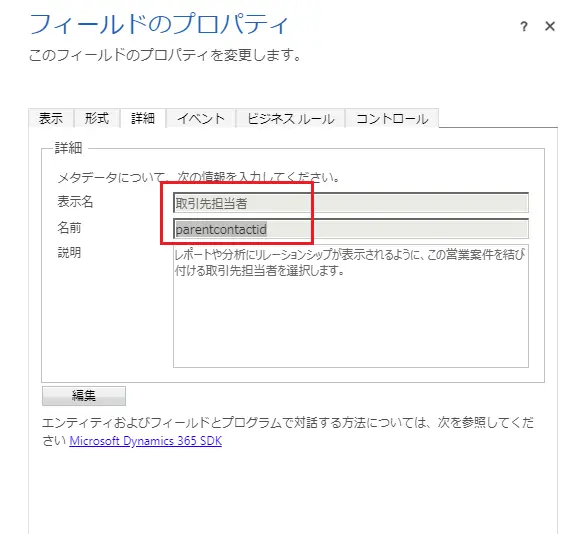 フィールドのプロパティ
? ×
このフィールドのプロパティを変更します。
表示 形式 詳細 イベント ビジネス ルール コントロール
詳細
メタデータについて、次の情報を入力してください。
表示名 取引先担当者
名前 parentcontactid
説明 レポートや分析にリレーションシップが表示されるように、この営業案件を結び
付ける取引先担当者を選択します。
編集
エンティティおよびフィールドとプログラムで対話する方法については、次を参照してくだ
さい Microsoft Dynamics 365 SDK